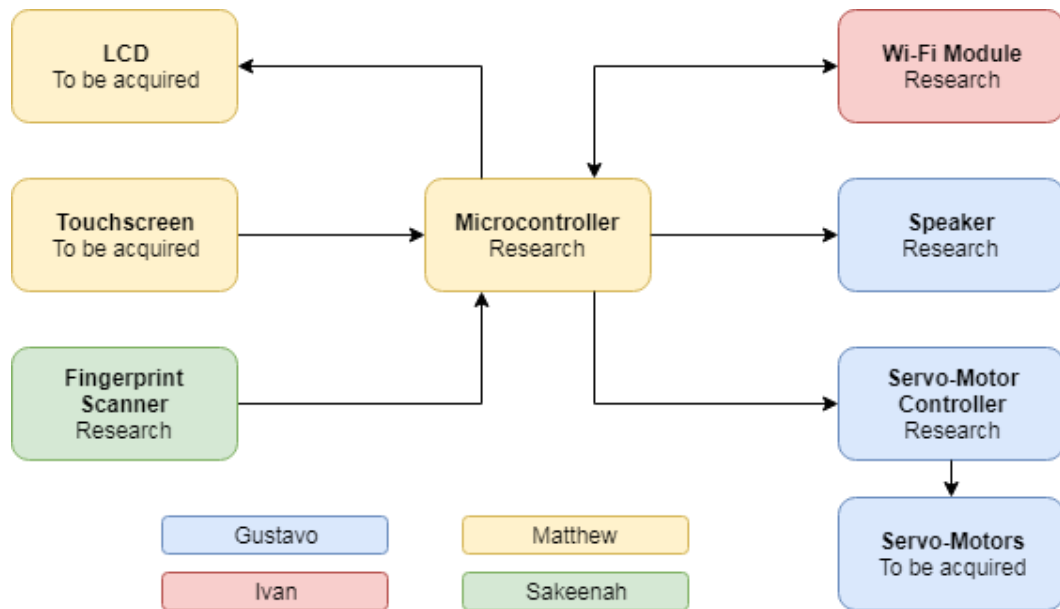 LCD
To be acquired
Wi-Fi Module
Research
Touchscreen
To be acquired
Microcontroller
Research
Speaker
Research
Fingerprint
Scanner
Research
Servo-Motor
Controller
Research
Servo-Motors
To be acquired
Gustavo
Matthew
Ivan
Sakeenah